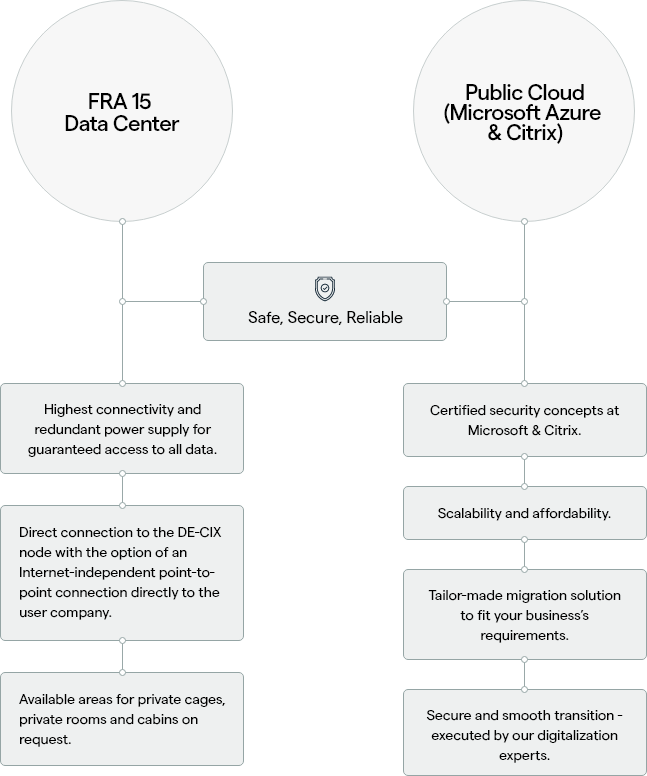 FRA 15
Data Center
Public Cloud
(Microsoft Azure
& Citrix)
Safe, Secure, Reliable
Highest connectivity and
redundant power supply for
guaranteed access to all data.
Direct connection to the DE-CIX
node with the option of an
Internet-independent point-to-
point connection directly to the
user company.
Available areas for private cages,
private rooms and cabins on
request.
Certified security concepts at
Microsoft & Citrix.
Scalability and affordability.
Tailor-made migration solution
to fit your business's
requirements.
Secure and smooth transition -
executed by our digitalization
experts.